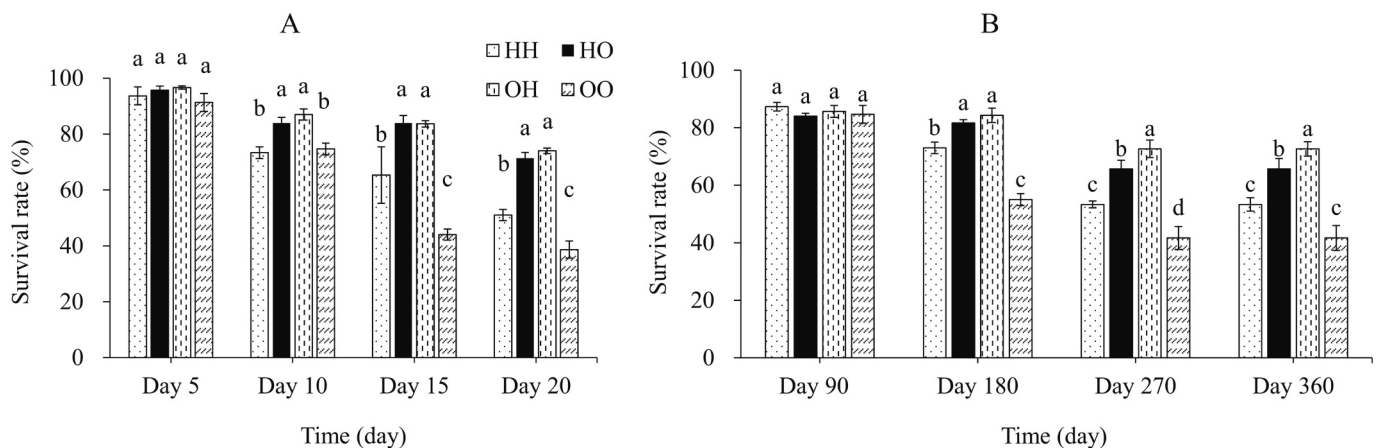 A
HH HO
OH OO
a a a a
b a a b
b a a c
b a a c
100
80
60
40
20
0
Survival rate (%)
Day 5 Day 10 Day 15 Day 20
Time (day)
B
a a a a
b a a c
c b a d
c b a c
100
80
60
40
20
0
Survival rate (%)
Day 90 Day 180 Day 270 Day 360
Time (day)